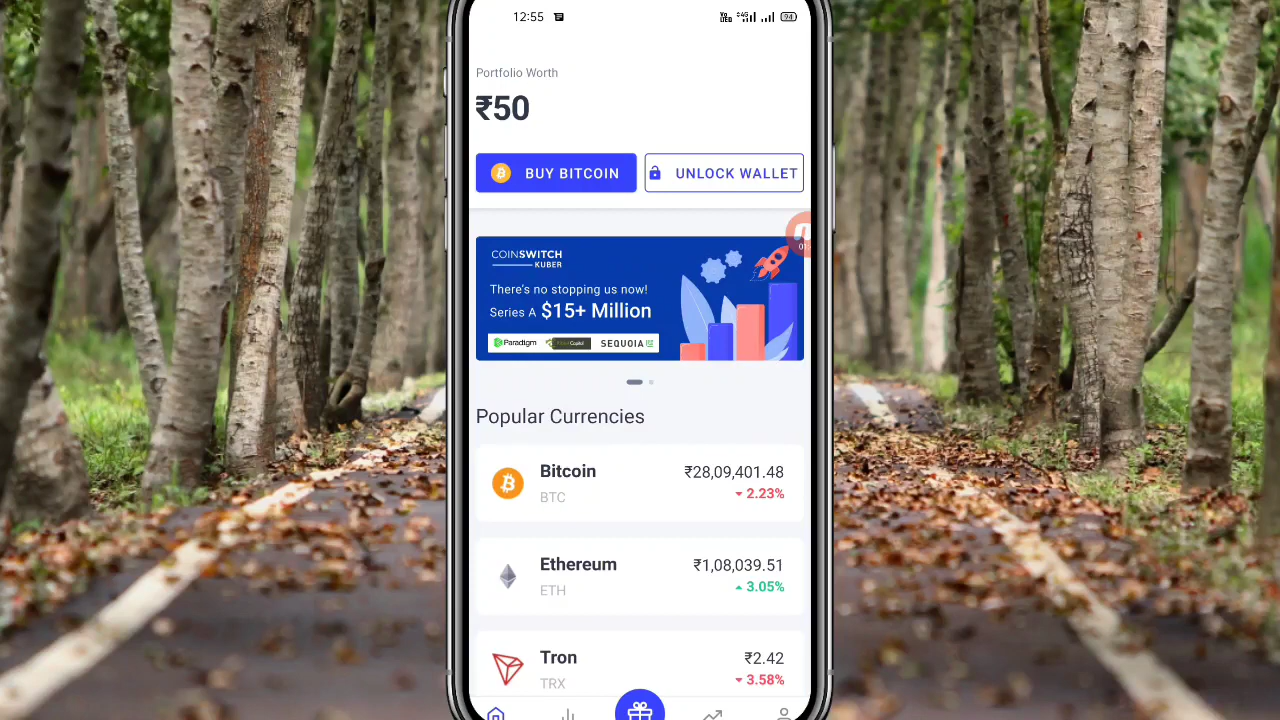 12:55
94
Portfolio Worth
₹50
BUY BITCOIN
UNLOCK WALLET
COINSWITCH
KUBER
01
There's no stopping us now!
Series A $15+ Million
Paradigm
SEQUOIA
Popular Currencies
Bitcoin
₹28,09,401.48
BTC
2.23%
Ethereum
₹1,08,039.51
ETH
3.05%
Tron
₹2.42
TRX
3.58%